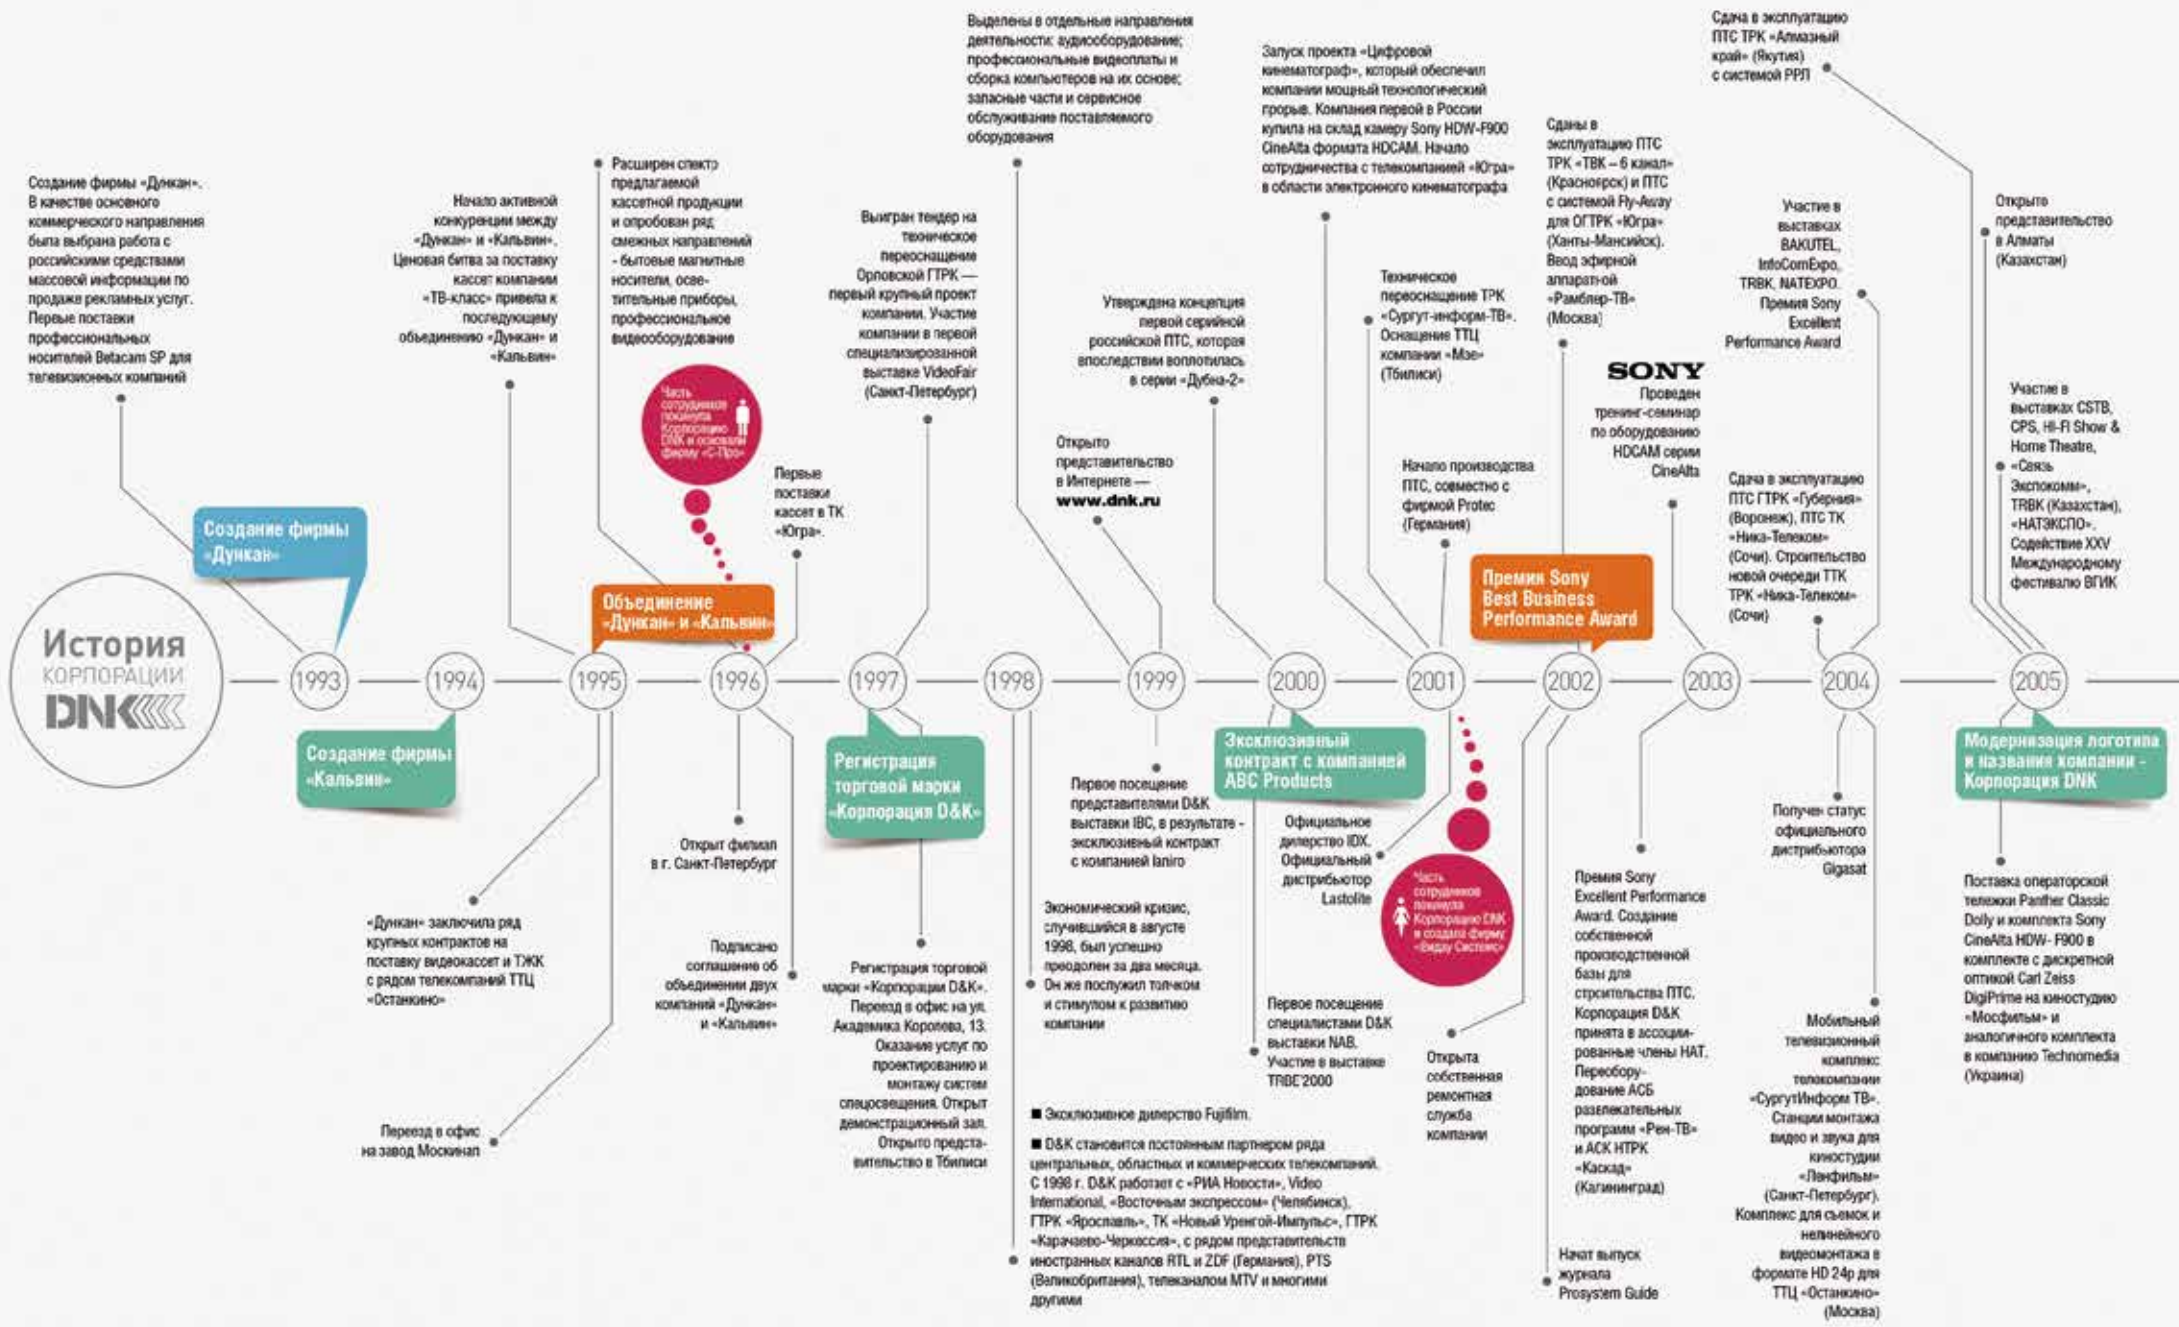 История
КОРПОРАЦИИ
DNK
1993
1994
1995
1996
1997
1998
1999
2000
2001
2002
2003
2004
2005
Создание фирмы «Дункан».
В качестве основного
коммерческого направления
была выбрана работа с
российскими средствами
массовой информации по
продаже рекламных услуг.
Первые поставки
профессиональных
носителей Betacam SP для
телевизионных компаний
Создание фирмы
«Дункан»
Создание фирмы
«Кальвин»
Начало активной
конкуренции между
«Дункан» и «Кальвин».
Ценовая битва за поставку
кассет компании
«ТВ-класс» привела к
последующему
объединению «Дункан» и
«Кальвин»
Объединение
«Дункан» и «Кальвин»
«Дункан» заключила ряд
крупных контрактов на
поставку видеокассет и ТЖК
с рядом телекомпаний ТТЦ
«Останкино»
Переезд в офис
на завод Москинап
Расширен спектр
предлагаемой
кассетной продукции
и опробован ряд
смежных направлений
- бытовые магнитные
носители, осве-
тительные приборы,
профессиональное
видеооборудование
Часть
сотрудников
покинула
Корпорацию
DNK и основали
фирму «С-Про»
Первые
поставки
кассет в ТК
«Югра».
Открыт филиал
в г. Санкт-Петербург
Подписано
соглашение об
объединении двух
компаний «Дункан»
и «Кальвин»
Выигран тендер на
техническое
переоснащение
Орловской ГТРК —
первый крупный проект
компании. Участие
компании в первой
специализированной
выставке VideoFair
(Санкт-Петербург)
Регистрация
торговой марки
«Корпорация D&K»
Регистрация торговой
марки «Корпорации D&K».
Переезд в офис на ул.
Академика Королева, 13.
Оказание услуг по
проектированию и
монтажу систем
спецосвещения. Открыт
демонстрационный зал.
Открыто предста-
вительство в Тбилиси
Экономический кризис,
случившийся в августе
1998, был успешно
преодолен за два месяца.
Он же послужил толчком
и стимулом к развитию
компании
■ Эксклюзивное дилерство Fujifilm.
■ D&K становится постоянным партнером ряда
центральных, областных и коммерческих телекомпаний.
С 1998 г. D&K работает с «РИА Новости», Video
International, «Восточным экспрессом» (Челябинск),
ГТРК «Ярославль», ТК «Новый Уренгой-Импульс», ГТРК
«Карачаево-Черкессия», с рядом представительств
иностранных каналов RTL и ZDF (Германия), PTS
(Великобритания), телеканалом MTV и многими
другими
Выделены в отдельные направления
деятельности: аудиооборудование;
профессиональные видеоплаты и
сборка компьютеров на их основе;
запасные части и сервисное
обслуживание поставляемого
оборудования
Открыто
представительство
в Интернете —
www.dnk.ru
Первое посещение
представителями D&K
выставки IBC, в результате -
эксклюзивный контракт
с компанией Ianiro
Утверждена концепция
первой серийной
российской ПТС, которая
впоследствии воплотилась
в серии «Дубна-2»
Эксклюзивный
контракт с компанией
ABC Products
Первое посещение
специалистами D&K
выставки NAB.
Участие в выставке
TRBE'2000
Запуск проекта «Цифровой
кинематограф», который обеспечил
компании мощный технологический
прорыв. Компания первой в России
купила на склад камеру Sony HDW-F900
CineAlta формата HDCAM. Начало
сотрудничества с телекомпанией «Югра»
в области электронного кинематографа
Техническое
переоснащение ТРК
«Сургут-информ-ТВ».
Оснащение ТТЦ
компании «Мзе»
(Тбилиси)
Начало производства
ПТС, совместно с
фирмой Protec
(Германия)
Официальное
дилерство IDX.
Официальный
дистрибьютор
Lastolite
Часть
сотрудников
покинула
Корпорацию DNK
и создала фирму
«Видау Системс»
Сданы в
эксплуатацию ПТС
ТРК «ТВК – 6 канал»
(Красноярск) и ПТС
с системой Fly-Away
для ОГТРК «Югра»
(Ханты-Мансийск).
Ввод эфирной
аппаратной
«Рамблер-ТВ»
(Москва)
Премия Sony
Best Business
Performance Award
Открыта
собственная
ремонтная
служба
компании
Начат выпуск
журнала
Prosystem Guide
SONY
Проведен
тренинг-семинар
по оборудованию
HDCAM серии
CineAlta
Премия Sony
Excellent Performance
Award. Создание
собственной
производственной
базы для
строительства ПТС.
Корпорация D&K
принята в ассоции-
рованные члены НАТ.
Переобору-
дование АСБ
развлекательных
программ «Рен-ТВ»
и АСК НТРК
«Каскад»
(Калининград)
Участие в
выставках
BAKUTEL,
InfoComExpo,
TRBK, NATEXPO.
Премия Sony
Excellent
Performance Award
Сдача в эксплуатацию
ПТС ГТРК «Губерния»
(Воронеж), ПТС ТК
«Ника-Телеком»
(Сочи). Строительство
новой очереди ТТК
ТРК «Ника-Телеком»
(Сочи)
Получен статус
официального
дистрибьютора
Gigasat
Мобильный
телевизионный
комплекс
телекомпании
«СургутИнформ ТВ».
Станции монтажа
видео и звука для
киностудии
«Ленфильм»
(Санкт-Петербург).
Комплекс для съемок и
нелинейного
видеомонтажа в
формате HD 24p для
ТТЦ «Останкино»
(Москва)
Сдача в эксплуатацию
ПТС ТРК «Алмазный
край» (Якутия)
с системой РРЛ
Открыто
представительство
в Алматы
(Казахстан)
Участие в
выставках CSTB,
CPS, HI-FI Show &
Home Theatre,
«Связь
Экспокомм»,
TRBK (Казахстан),
«НАТЭКСПО».
Содействие XXV
Международному
фестивалю ВГИК
Модернизация логотипа
и названия компании -
Корпорация DNK
Поставка операторской
тележки Panther Classic
Dolly и комплекта Sony
CineAlta HDW- F900 в
комплекте с дискретной
оптикой Carl Zeiss
DigiPrime на киностудию
«Мосфильм» и
аналогичного комплекта
в компанию Technomedia
(Украина)